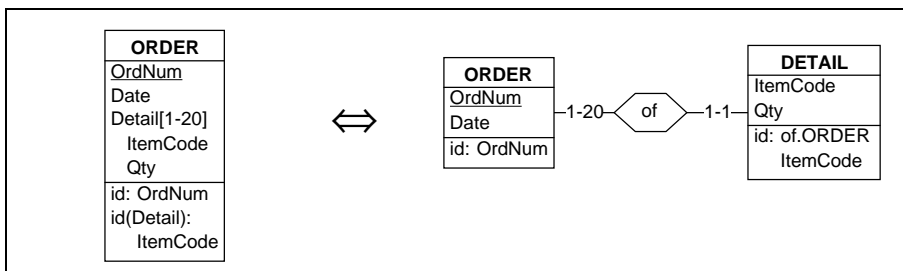 ORDER
OrdNum
Date
Detail[1-20]
ItemCode
Qty
id: OrdNum
id(Detail):
ItemCode
⇔
ORDER
OrdNum
Date
id: OrdNum
1-20
of
1-1
DETAIL
ItemCode
Qty
id: of.ORDER
ItemCode